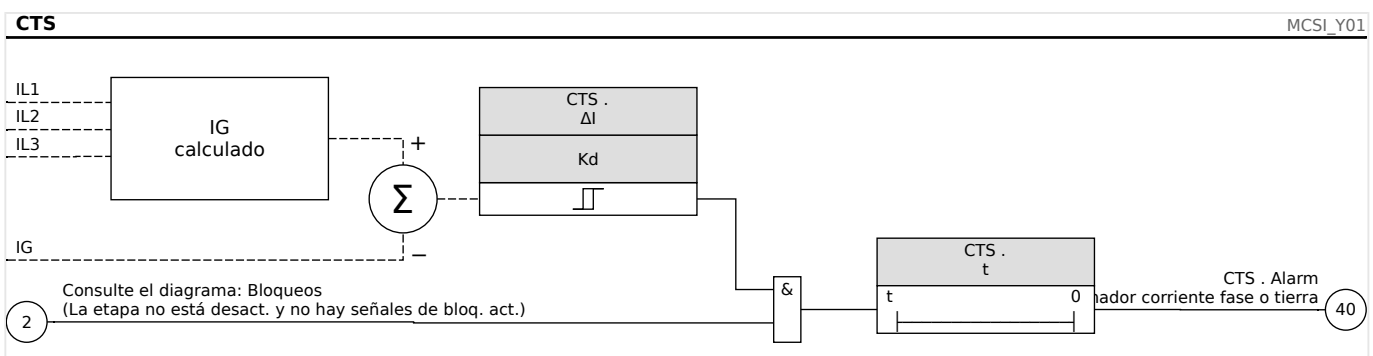 CTS
MCSI_Y01
IL1
IL2
IL3
IG
calculado
+
Σ
−
IG
CTS .
ΔI
Kd
Consulte el diagrama: Bloqueos
(La etapa no está desact. y no hay señales de bloq. act.)
2
&
CTS .
t
t 0
CTS . Alarm
corriente fase o tierra
40